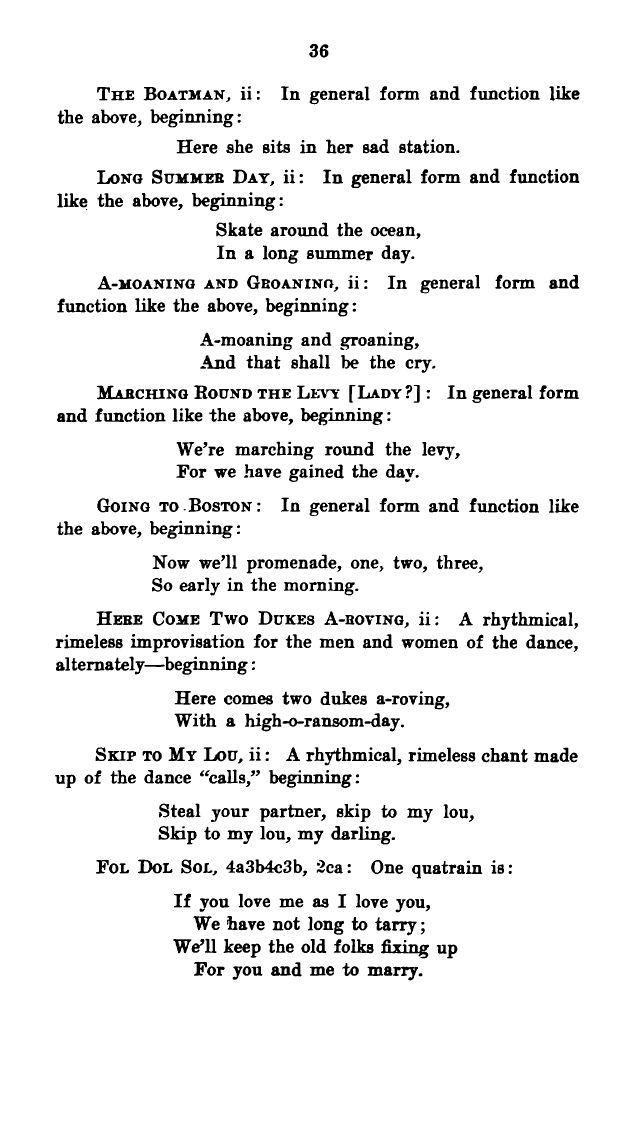 36
THE BOATMAN, ii: In general form and function like
the above, beginning:
Here she sits in her sad station.
LONG SUMMER DAY, ii: In general form and function
like the above, beginning:
Skate around the ocean,
In a long summer day.
A-MOANING AND GROANING, ii: In general form and
function like the above, beginning:
A-moaning and groaning,
And that shall be the cry.
MARCHING ROUND THE LEVY [LADY?]: In general form
and function like the above, beginning:
We're marching round the levy,
For we have gained the day.
GOING TO BOSTON: In general form and function like
the above, beginning:
Now we'll promenade, one, two, three,
So early in the morning.
HERE COME TWO DUKES A-ROVING, ii: A rhythmical,
rimeless improvisation for the men and women of the dance,
alternately—beginning:
Here comes two dukes a-roving,
With a high-o-ransom-day.
SKIP TO MY LOU, ii: A rhythmical, rimeless chant made
up of the dance "calls," beginning:
Steal your partner, skip to my lou,
Skip to my lou, my darling.
FOL DOL SOL, 4a3b4c3b, 2ca: One quatrain is:
If you love me as I love you,
We have not long to tarry;
We'll keep the old folks fixing up
For you and me to marry.